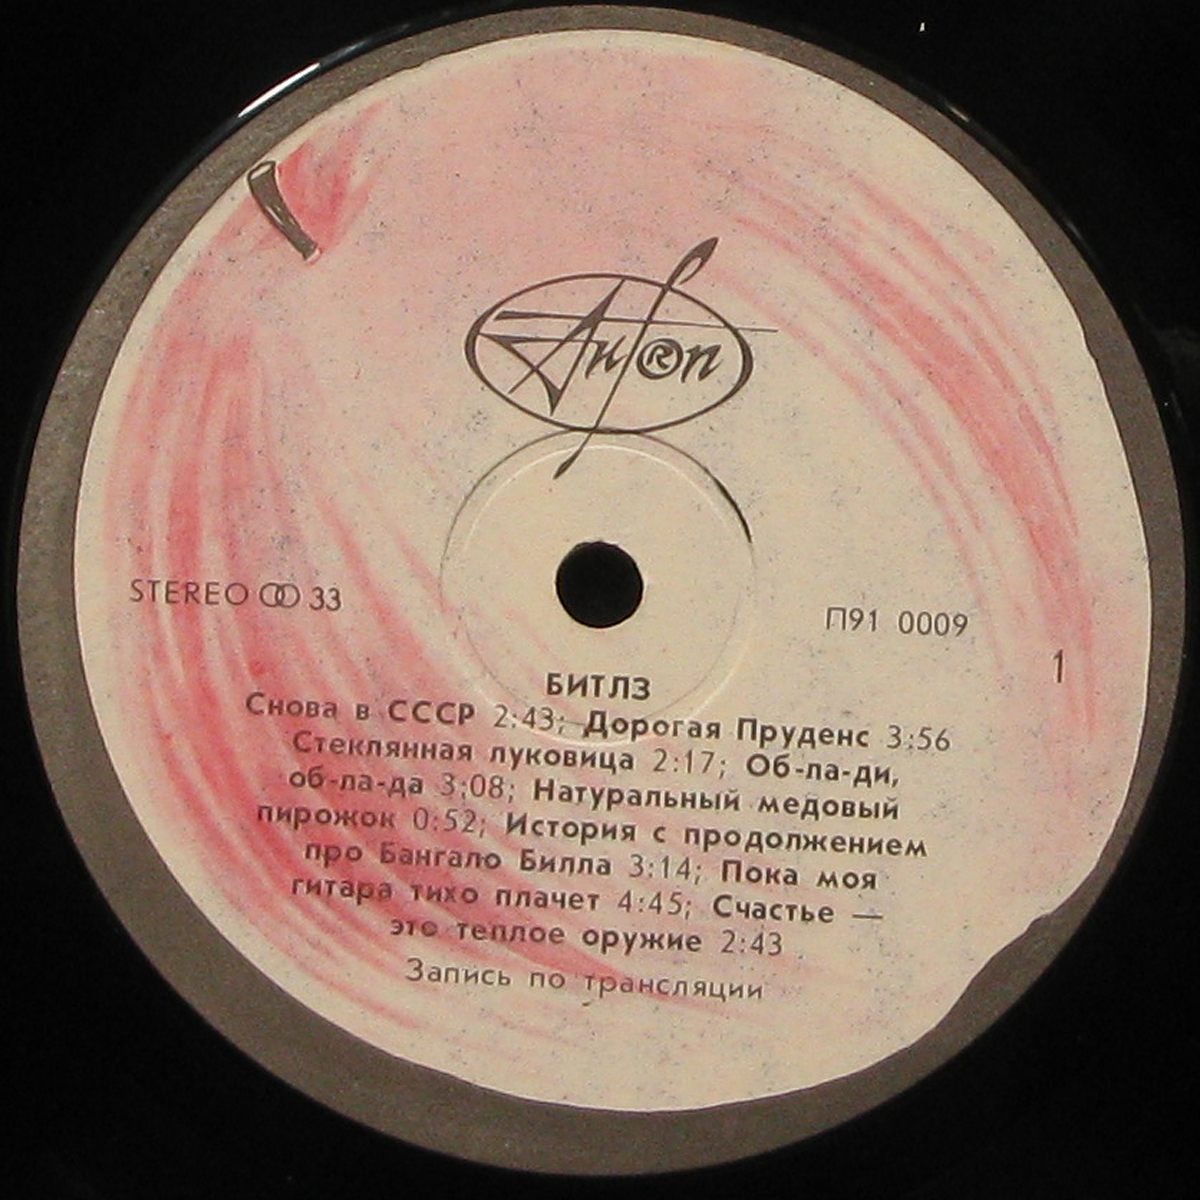 АнТ®оп
STEREO 33
П91 0009
1
БИТЛЗ
Снова в СССР 2:43; Дорогая Пруденс 3:56
Стеклянная луковица 2:17; Об-ла-ди,
об-ла-да 3;08; Натуральный медовый
пирожок 0:52; История с продолжением
про Бангало Билла 3:14; Пока моя
гитара тихо плачет 4:45; Счастье —
это теплое оружие 2:43
Запись по трансляции